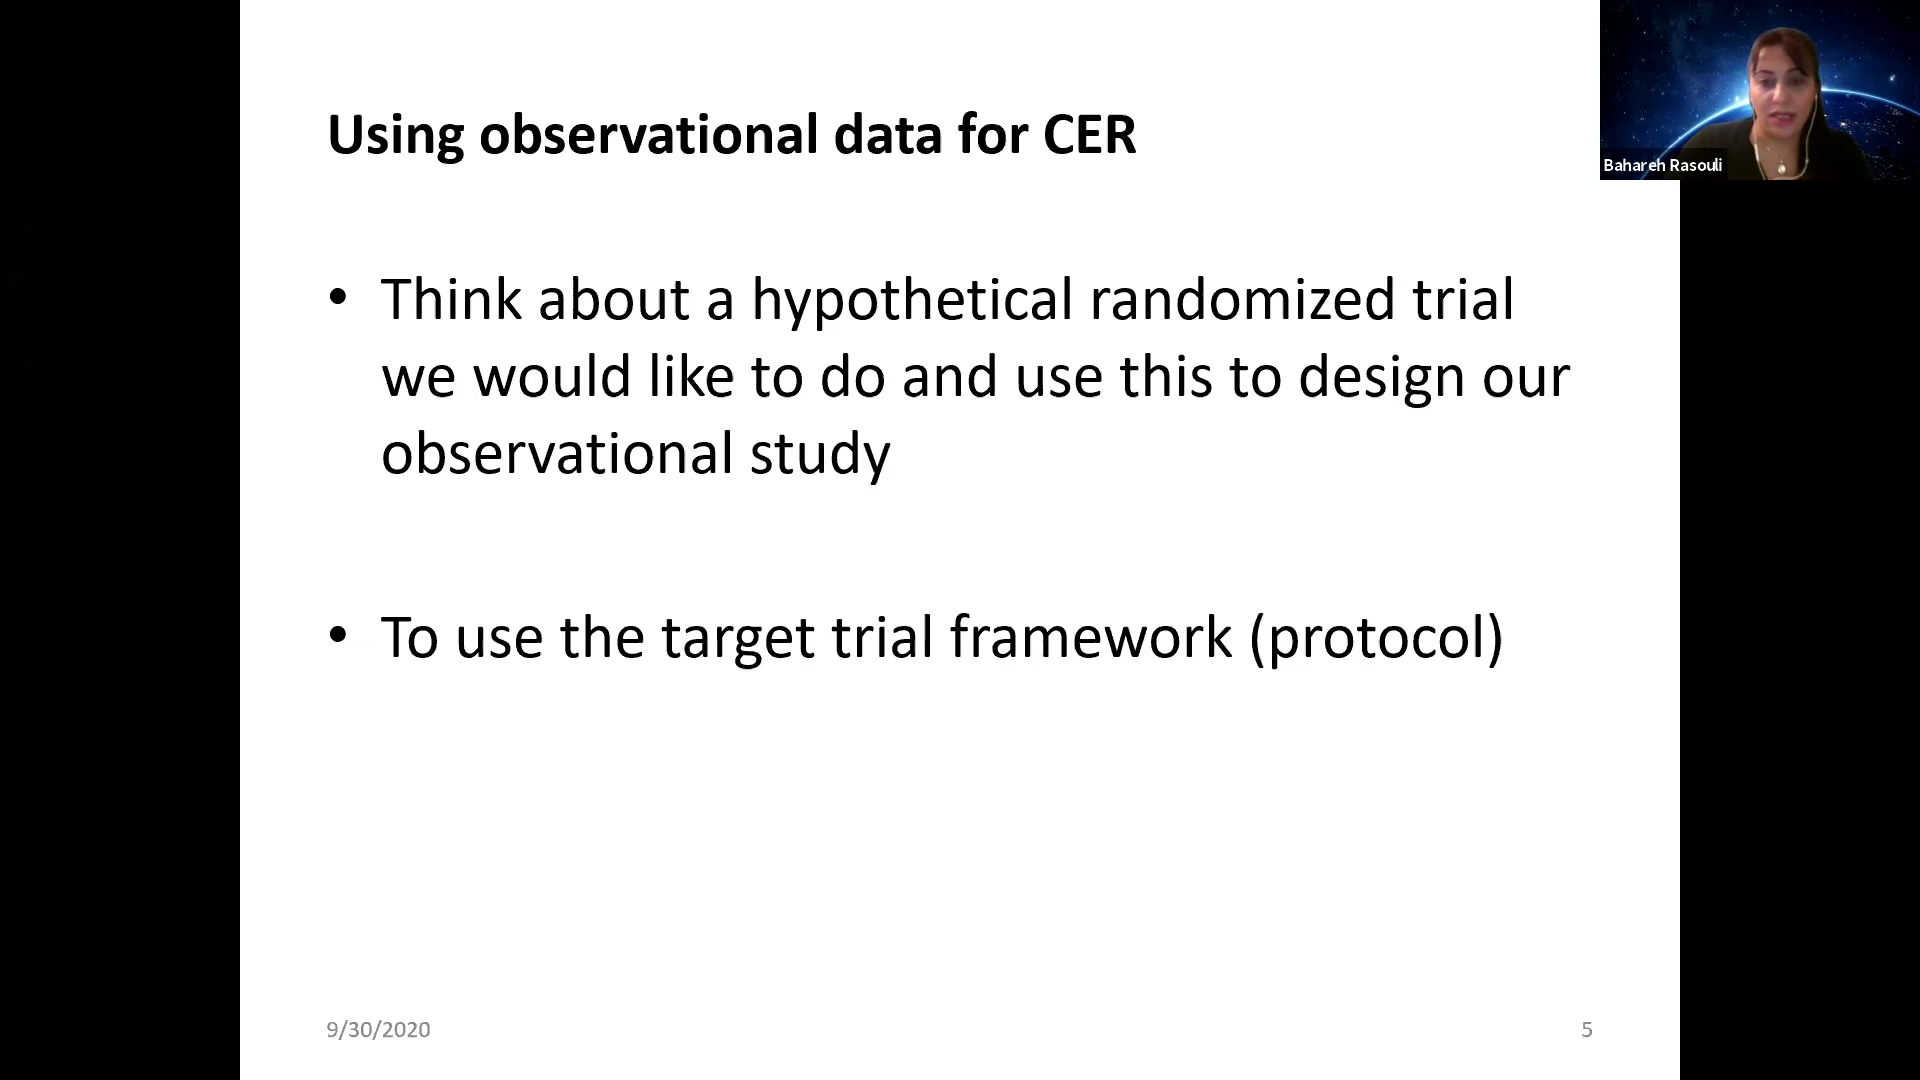 Using observational data for CER
Bahareh Rasouli
• Think about a hypothetical randomized trial
we would like to do and use this to design our
observational study
• To use the target trial framework (protocol)
9/30/2020
5